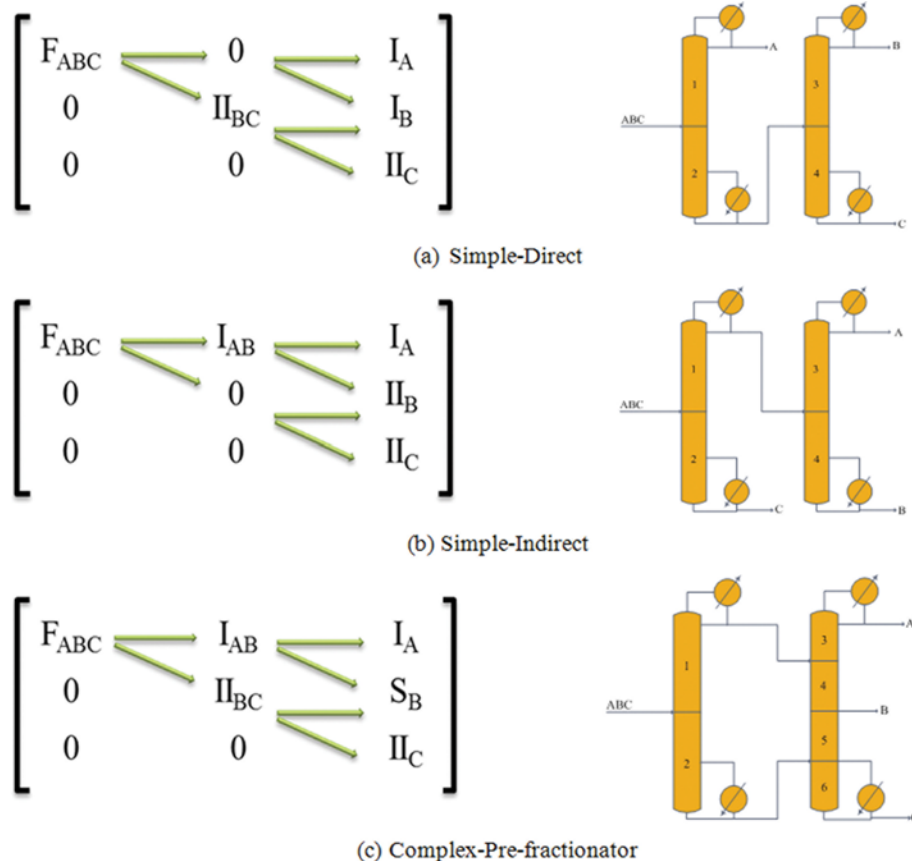 F_ABC 0 I_A
0 II_BC I_B
0 0 II_C
A
B
1
3
ABC
2
4
C
(a) Simple-Direct
F_ABC I_AB I_A
0 0 II_B
0 0 II_C
A
1
3
ABC
2
4
C
B
(b) Simple-Indirect
F_ABC I_AB I_A
0 II_BC S_B
0 0 II_C
A
3
1
4
ABC
B
5
2
6
(c) Complex-Pre-fractionator